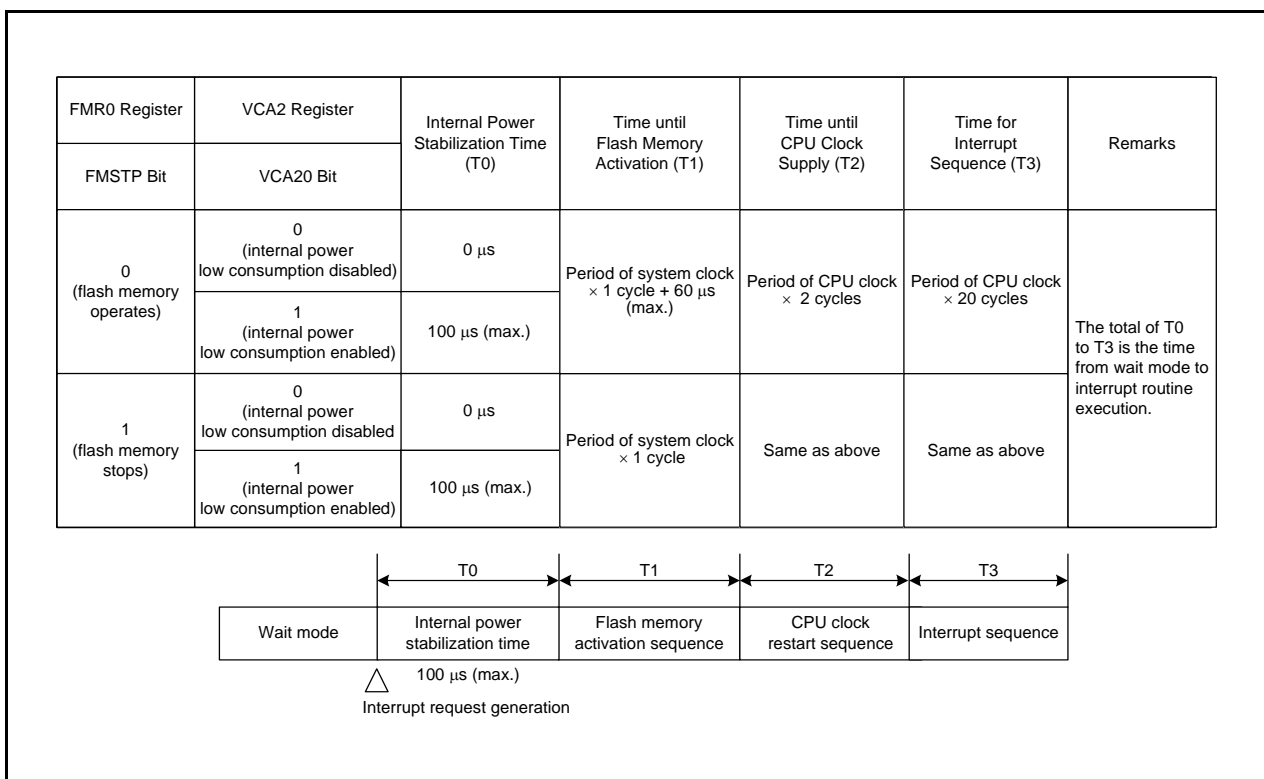 FMR0 Register
VCA2 Register
Internal Power
Stabilization Time
(T0)
Time until
Flash Memory
Activation (T1)
Time until
CPU Clock
Supply (T2)
Time for
Interrupt
Sequence (T3)
Remarks
FMSTP Bit
VCA20 Bit
0
(flash memory
operates)
0
(internal power
low consumption disabled)
0 µs
Period of system clock
× 1 cycle + 60 µs
(max.)
Period of CPU clock
× 2 cycles
Period of CPU clock
× 20 cycles
The total of T0
to T3 is the time
from wait mode to
interrupt routine
execution.
1
(internal power
low consumption enabled)
100 µs (max.)
1
(flash memory
stops)
0
(internal power
low consumption disabled
0 µs
Period of system clock
× 1 cycle
Same as above
Same as above
1
(internal power
low consumption enabled)
100 µs (max.)
T0
T1
T2
T3
Wait mode
Internal power
stabilization time
Flash memory
activation sequence
CPU clock
restart sequence
Interrupt sequence
100 µs (max.)
Interrupt request generation